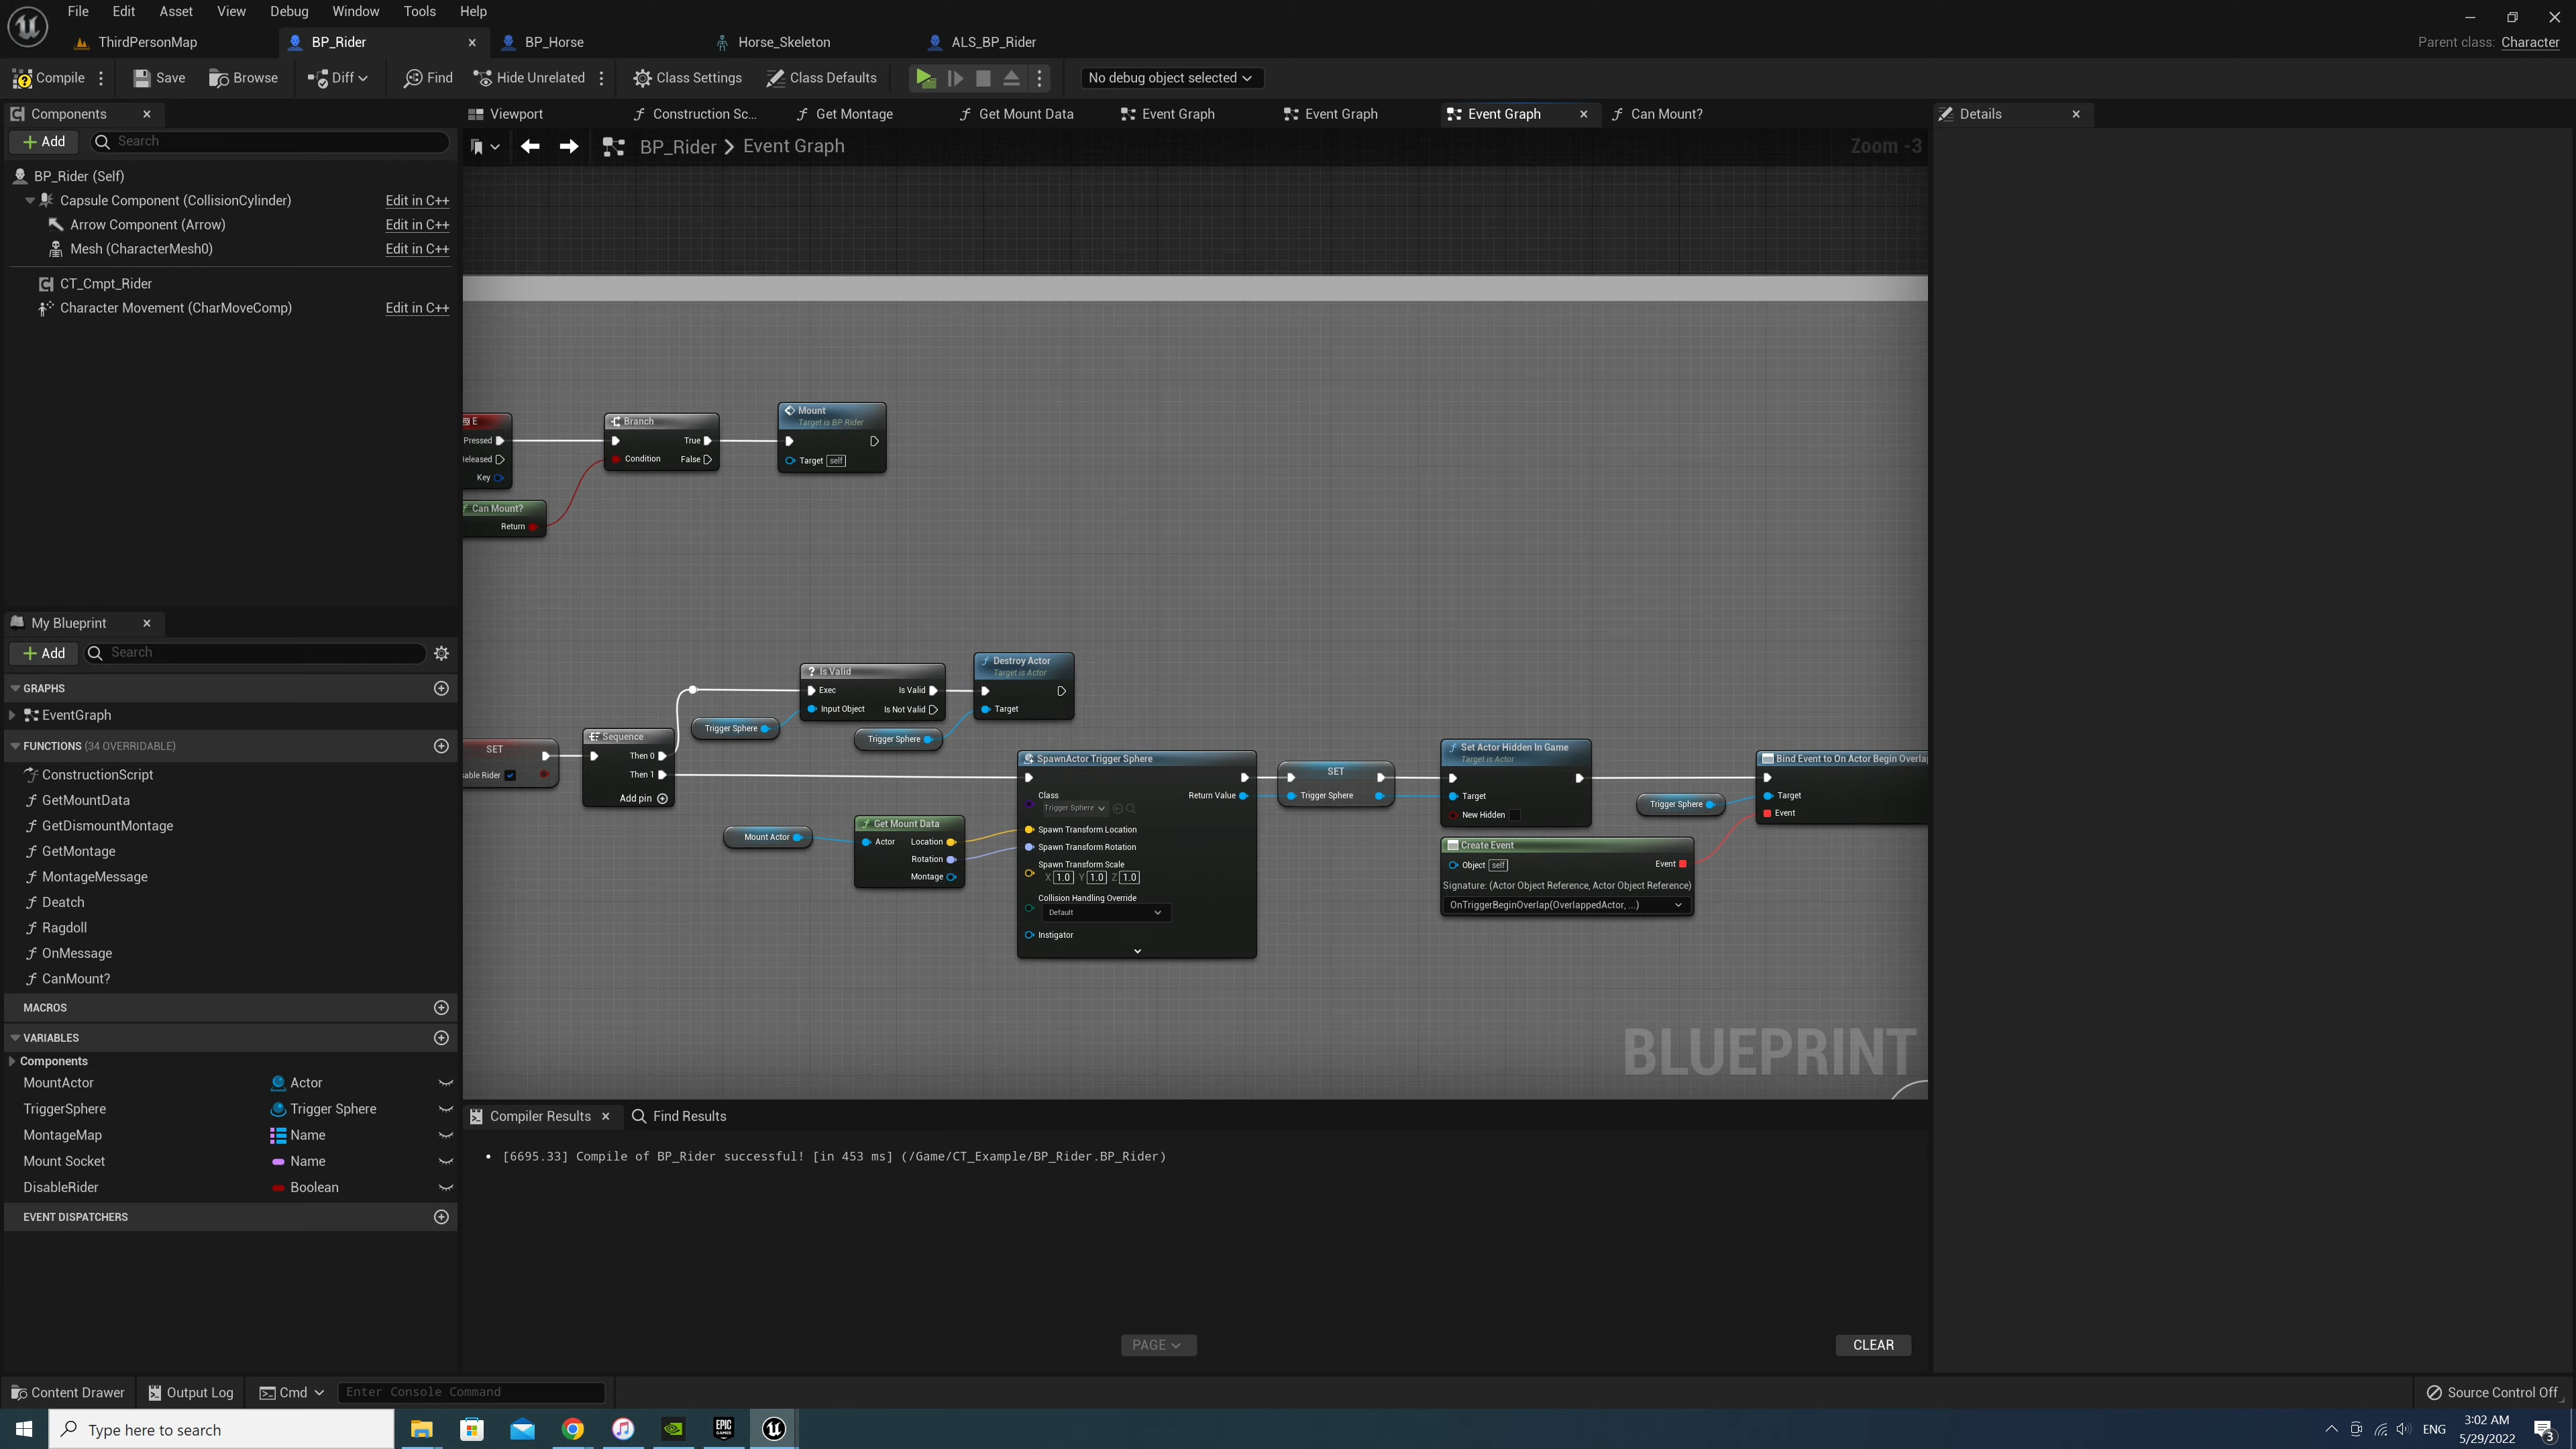 File Edit Asset View Debug Window Tools Help
ThirdPersonMap BP_Rider BP_Horse Horse_Skeleton ALS_BP_Rider Parent class: Character
Compile Save Browse Diff Find Hide Unrelated Class Settings Class Defaults No debug object selected
Components
Add Search
BP_Rider (Self)
Capsule Component (CollisionCylinder) Edit in C++
Arrow Component (Arrow) Edit in C++
Mesh (CharacterMesh0) Edit in C++
CT_Cmpt_Rider
Character Movement (CharMoveComp) Edit in C++
My Blueprint
Add Search
GRAPHS
EventGraph
FUNCTIONS (34 OVERRIDABLE)
ConstructionScript
GetMountData
GetDismountMontage
GetMontage
MontageMessage
Deatch
Ragdoll
OnMessage
CanMount?
MACROS
VARIABLES
Components
MountActor Actor
TriggerSphere Trigger Sphere
MontageMap Name
Mount Socket Name
DisableRider Boolean
EVENT DISPATCHERS
Viewport Construction Sc... Get Montage Get Mount Data Event Graph Event Graph Event Graph Can Mount?
BP_Rider > Event Graph Zoom -3
E
Pressed
eleased
Key
Can Mount?
Return
Branch
True
Condition False
Mount
Target is BP Rider
Target self
SET
sable Rider
Sequence
Then 0
Then 1
Add pin
Trigger Sphere
? Is Valid
Exec Is Valid
Input Object Is Not Valid
Trigger Sphere
Destroy Actor
Target is Actor
Target
Mount Actor
Get Mount Data
Actor Location
Rotation
Montage
SpawnActor Trigger Sphere
Class
Trigger Sphere Return Value
Spawn Transform Location
Spawn Transform Rotation
Spawn Transform Scale
X 1.0 Y 1.0 Z 1.0
Collision Handling Override
Default
Instigator
SET
Trigger Sphere
Set Actor Hidden In Game
Target is Actor
Target
New Hidden
Create Event
Object self Event
Signature: (Actor Object Reference, Actor Object Reference)
OnTriggerBeginOverlap(OverlappedActor, ...)
Trigger Sphere
Bind Event to On Actor Begin Overla
Target
Event
BLUEPRINT
Compiler Results Find Results
[6695.33] Compile of BP_Rider successful! [in 453 ms] (/Game/CT_Example/BP_Rider.BP_Rider)
PAGE CLEAR
Details
Content Drawer Output Log Cmd Enter Console Command Source Control Off
Type here to search EPIC GAMES ENG
3:02 AM
5/29/2022
3